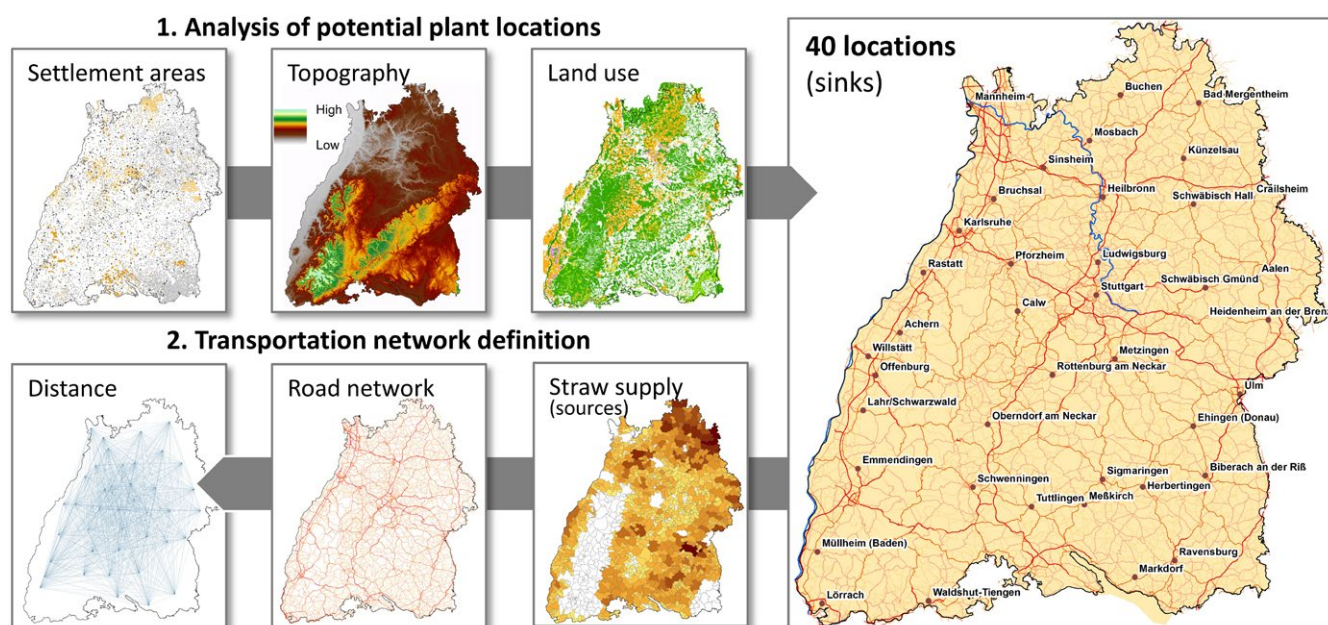 1. Analysis of potential plant locations
Settlement areas
Topography
High
Low
Land use
2. Transportation network definition
Distance
Road network
Straw supply
(sources)
40 locations
(sinks)
Mannheim
Buchen
Bad Mergentheim
Mosbach
Künzelsau
Sinsheim
Bruchsal
Heilbronn
Schwäbisch Hall
Crailsheim
Karlsruhe
Pforzheim
Ludwigsburg
Rastatt
Aalen
Schwäbisch Gmünd
Stuttgart
Calw
Heidenheim an der Brenz
Achern
Willstätt
Metzingen
Offenburg
Rottenburg am Neckar
Ulm
Lahr/Schwarzwald
Oberndorf am Neckar
Ehingen (Donau)
Emmendingen
Schwenningen
Sigmaringen
Biberach an der Riß
Herbertingen
Tuttlingen
Meßkirch
Müllheim (Baden)
Ravensburg
Markdorf
Lörrach
Waldshut-Tiengen